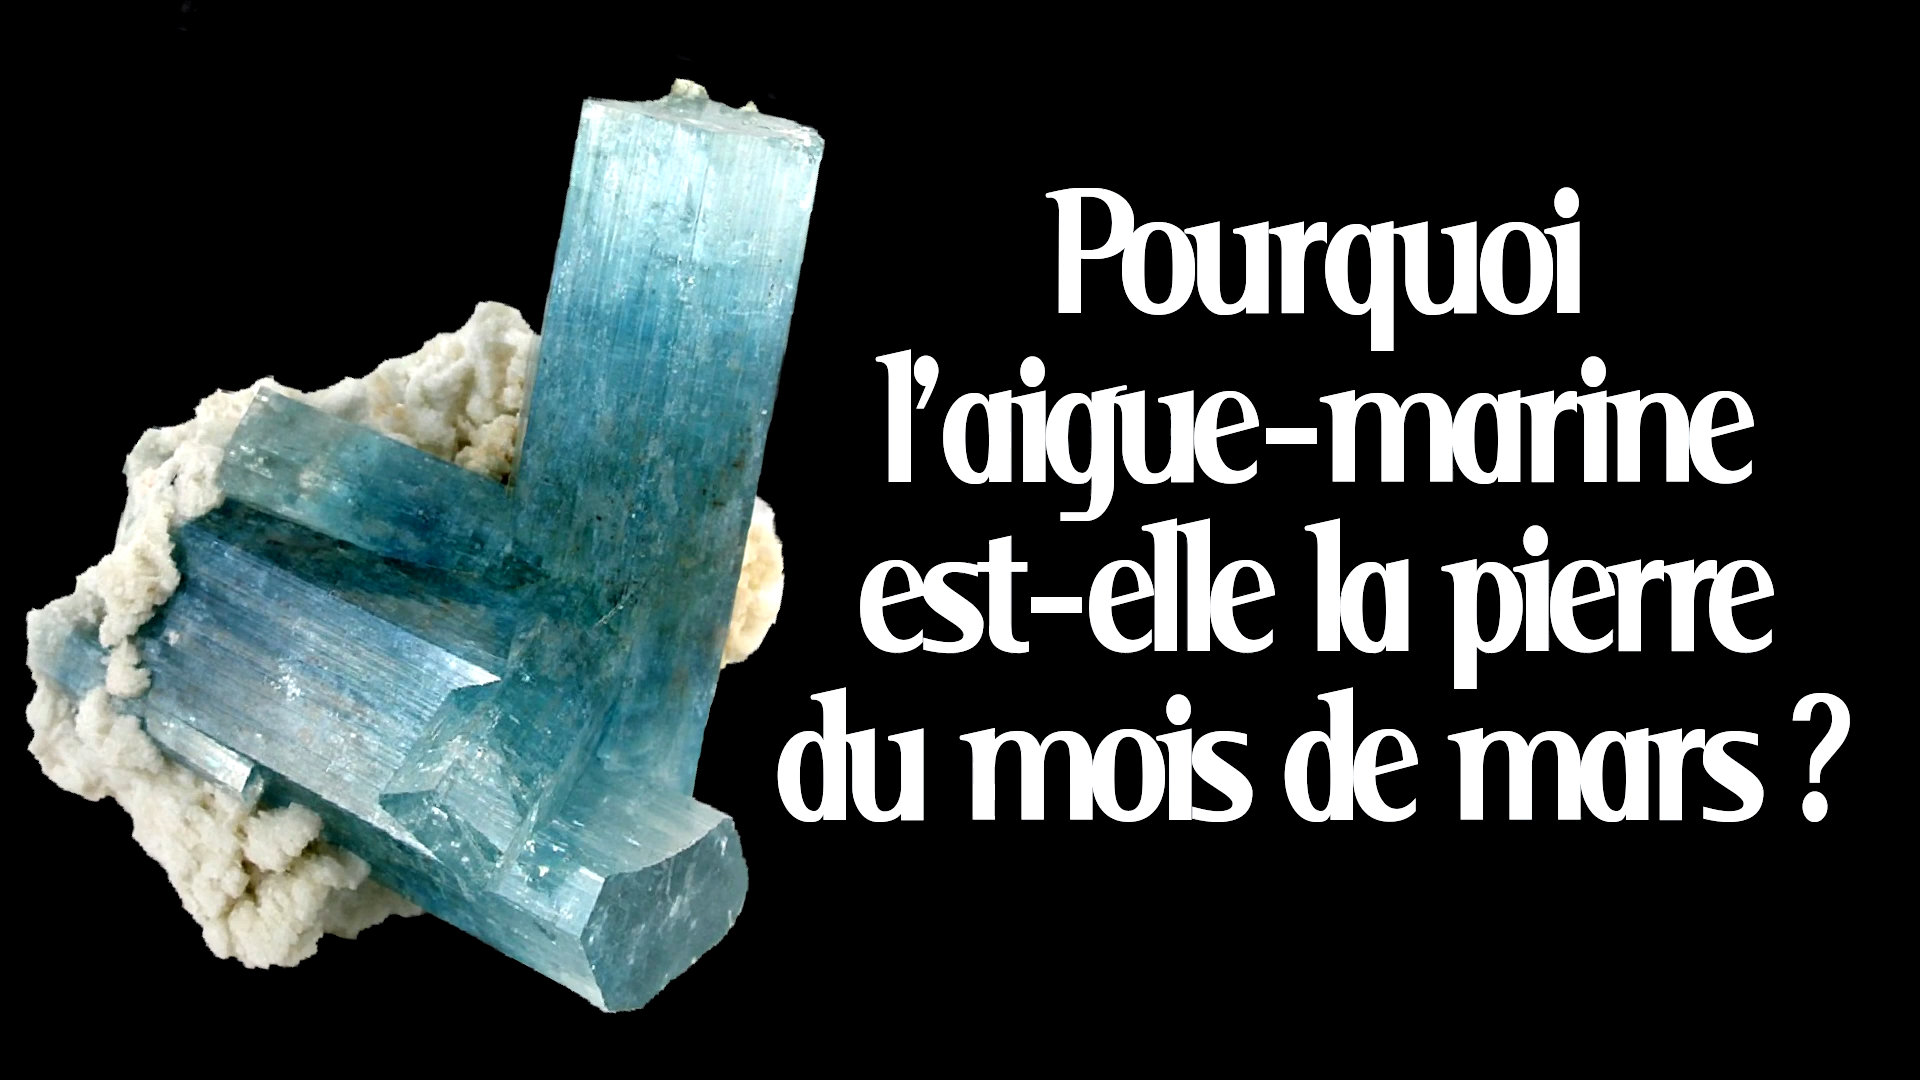 Pourquoi
l'aigue-marine
est-elle la pierre
du mois de mars ?